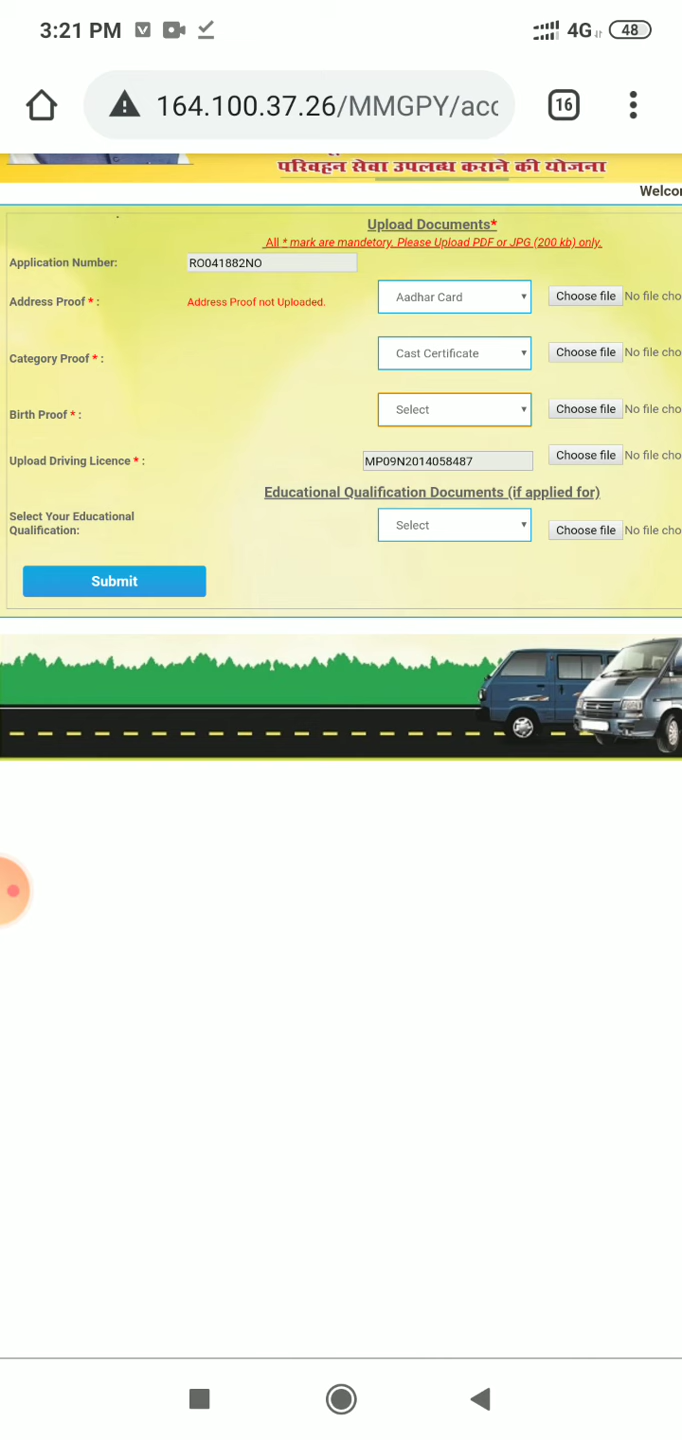 3:21 PM
4G
48
164.100.37.26/MMGPY/acc
16
परिवहन सेवा उपलब्ध कराने की योजना
Welcor
Upload Documents*
All * mark are mandetory. Please Upload PDF or JPG (200 kb) only.
Application Number:
RO041882NO
Address Proof * :
Address Proof not Uploaded.
Aadhar Card
Choose file No file cho
Category Proof * :
Cast Certificate
Choose file No file cho
Birth Proof * :
Select
Choose file No file cho
Upload Driving Licence * :
MP09N2014058487
Choose file No file cho
Educational Qualification Documents (if applied for)
Select Your Educational
Qualification:
Select
Choose file No file cho
Submit